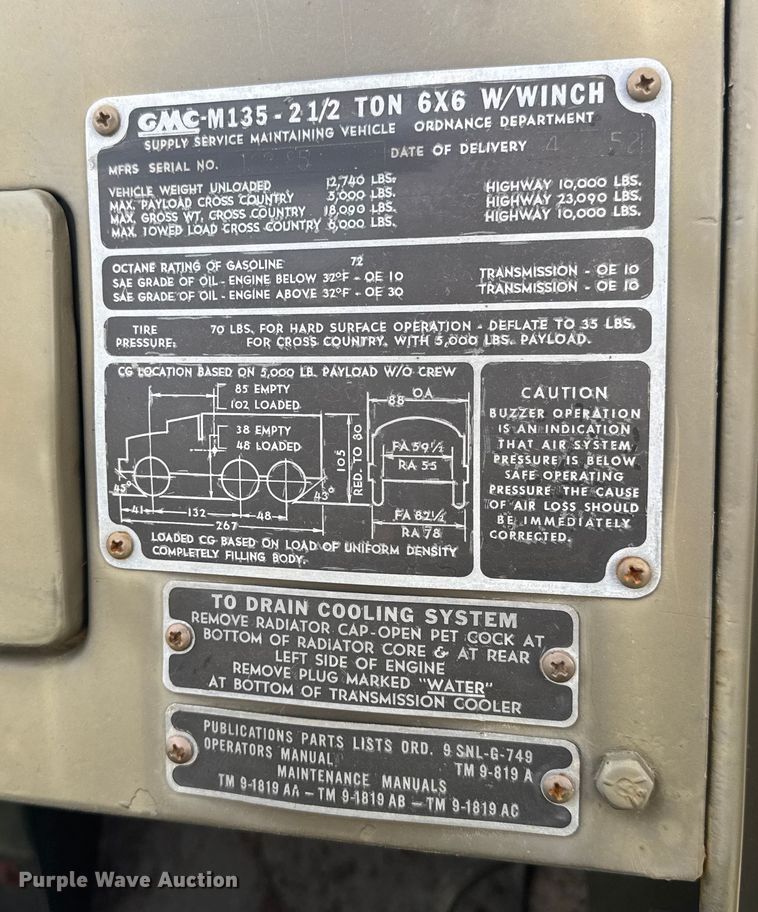 GMC-M135 - 2 1/2 TON 6X6 W/WINCH
SUPPLY SERVICE MAINTAINING VEHICLE ORDNANCE DEPARTMENT
MFRS SERIAL NO. DATE OF DELIVERY 4 52
VEHICLE WEIGHT UNLOADED 12,740 LBS.
MAX. PAYLOAD CROSS COUNTRY 5,000 LBS. HIGHWAY 10,000 LBS.
MAX. GROSS WT. CROSS COUNTRY 18,090 LBS. HIGHWAY 23,090 LBS.
MAX. TOWED LOAD CROSS COUNTRY 6,000 LBS. HIGHWAY 10,000 LBS.
OCTANE RATING OF GASOLINE 72
SAE GRADE OF OIL - ENGINE BELOW 32°F - OE 10 TRANSMISSION - OE 10
SAE GRADE OF OIL - ENGINE ABOVE 32°F - OE 30 TRANSMISSION - OE 10
TIRE PRESSURE: 70 LBS. FOR HARD SURFACE OPERATION - DEFLATE TO 35 LBS.
FOR CROSS COUNTRY, WITH 5,000 LBS. PAYLOAD.
CG LOCATION BASED ON 5,000 LB. PAYLOAD W/O CREW
85 EMPTY
102 LOADED
38 EMPTY
48 LOADED
105
RED. TO 80
45°
43°
41 132 48
267
OA
88
FA 59 1/2
RA 55
FA 82 1/2
RA 78
LOADED CG BASED ON LOAD OF UNIFORM DENSITY
COMPLETELY FILLING BODY.
CAUTION
BUZZER OPERATION
IS AN INDICATION
THAT AIR SYSTEM
PRESSURE IS BELOW
SAFE OPERATING
PRESSURE THE CAUSE
OF AIR LOSS SHOULD
BE IMMEDIATELY
CORRECTED.
TO DRAIN COOLING SYSTEM
REMOVE RADIATOR CAP-OPEN PET COCK AT
BOTTOM OF RADIATOR CORE & AT REAR
LEFT SIDE OF ENGINE
REMOVE PLUG MARKED "WATER"
AT BOTTOM OF TRANSMISSION COOLER
PUBLICATIONS PARTS LISTS ORD. 9 SNL-G-749
OPERATORS MANUAL TM 9-819 A
MAINTENANCE MANUALS
TM 9-1819 AA - TM 9-1819 AB - TM 9-1819 AC
Purple Wave Auction